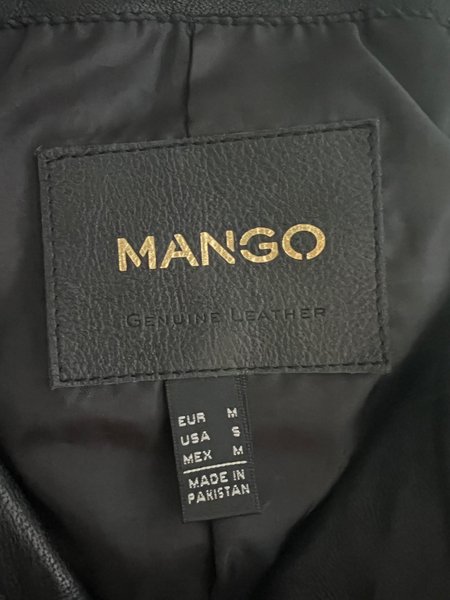 MANGO
GENUINE LEATHER
EUR M
USA S
MEX M
MADE IN
PAKISTAN